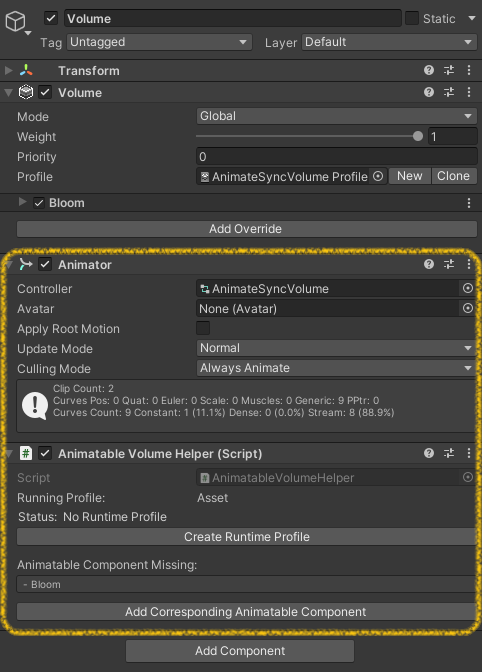 Volume
Static
Tag Untagged Layer Default
Transform
Volume
Mode Global
Weight 1
Priority 0
Profile AnimateSyncVolume Profile New Clone
Bloom
Add Override
Animator
Controller AnimateSyncVolume
Avatar None (Avatar)
Apply Root Motion
Update Mode Normal
Culling Mode Always Animate
Clip Count: 2
Curves Pos: 0 Quat: 0 Euler: 0 Scale: 0 Muscles: 0 Generic: 9 PPtr: 0
Curves Count: 9 Constant: 1 (11.1%) Dense: 0 (0.0%) Stream: 8 (88.9%)
# Animatable Volume Helper (Script)
Script # AnimatableVolumeHelper
Running Profile: Asset
Status: No Runtime Profile
Create Runtime Profile
Animatable Component Missing:
- Bloom
Add Corresponding Animatable Component
Add Component